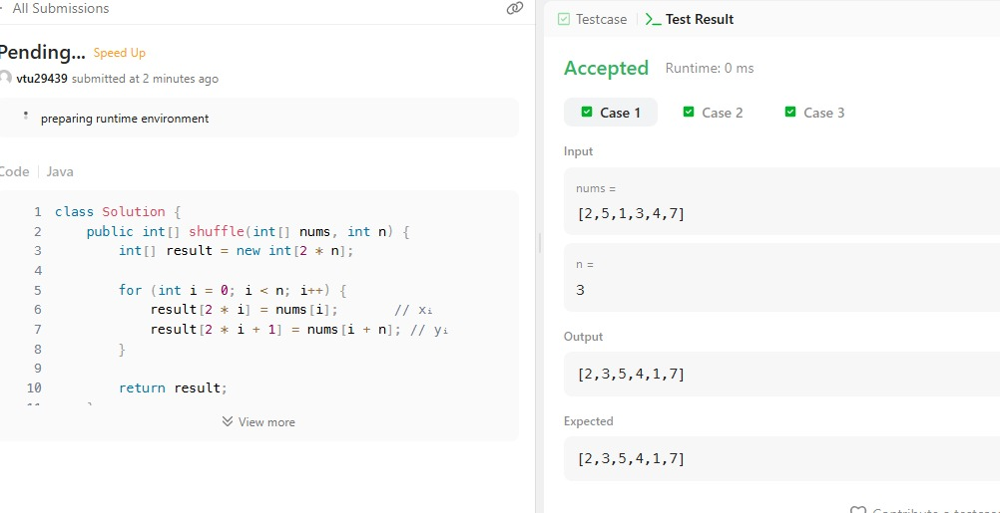 All Submissions
Pending... Speed Up
vtu29439 submitted at 2 minutes ago
preparing runtime environment
Code | Java
1 class Solution {
2 public int[] shuffle(int[] nums, int n) {
3 int[] result = new int[2 * n];
4
5 for (int i = 0; i < n; i++) {
6 result[2 * i] = nums[i]; // xᵢ
7 result[2 * i + 1] = nums[i + n]; // yᵢ
8 }
9
10 return result;
View more
Testcase | Test Result
Accepted Runtime: 0 ms
Case 1 Case 2 Case 3
Input
nums =
[2,5,1,3,4,7]
n =
3
Output
[2,3,5,4,1,7]
Expected
[2,3,5,4,1,7]
Contribute a testcase